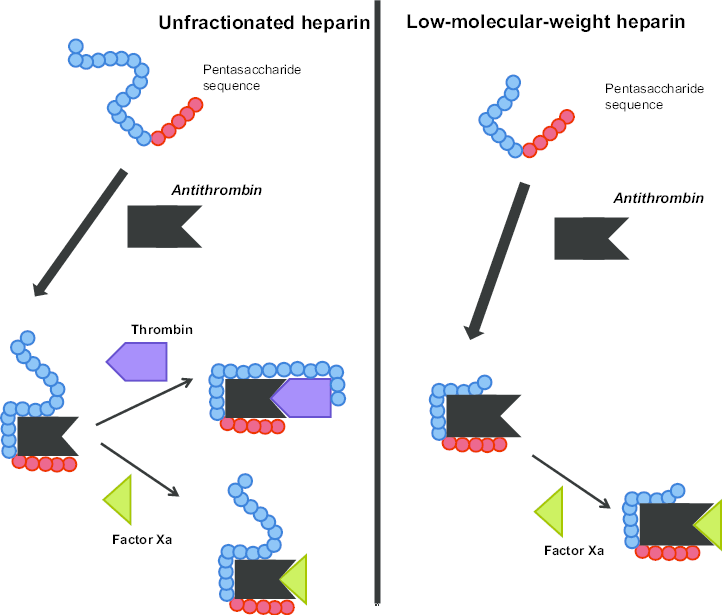 Unfractionated heparin
Pentasaccharide
sequence
Antithrombin
Thrombin
Factor Xa
Low-molecular-weight heparin
Pentasaccharide
sequence
Antithrombin
Factor Xa